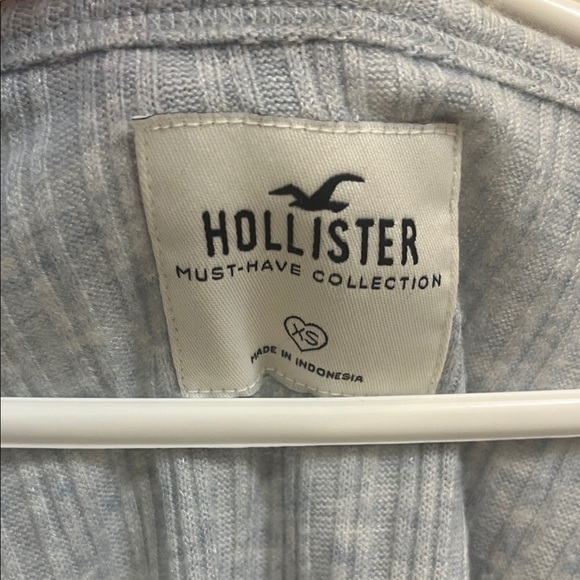 HOLLISTER
MUST-HAVE COLLECTION
XS
MADE IN INDONESIA